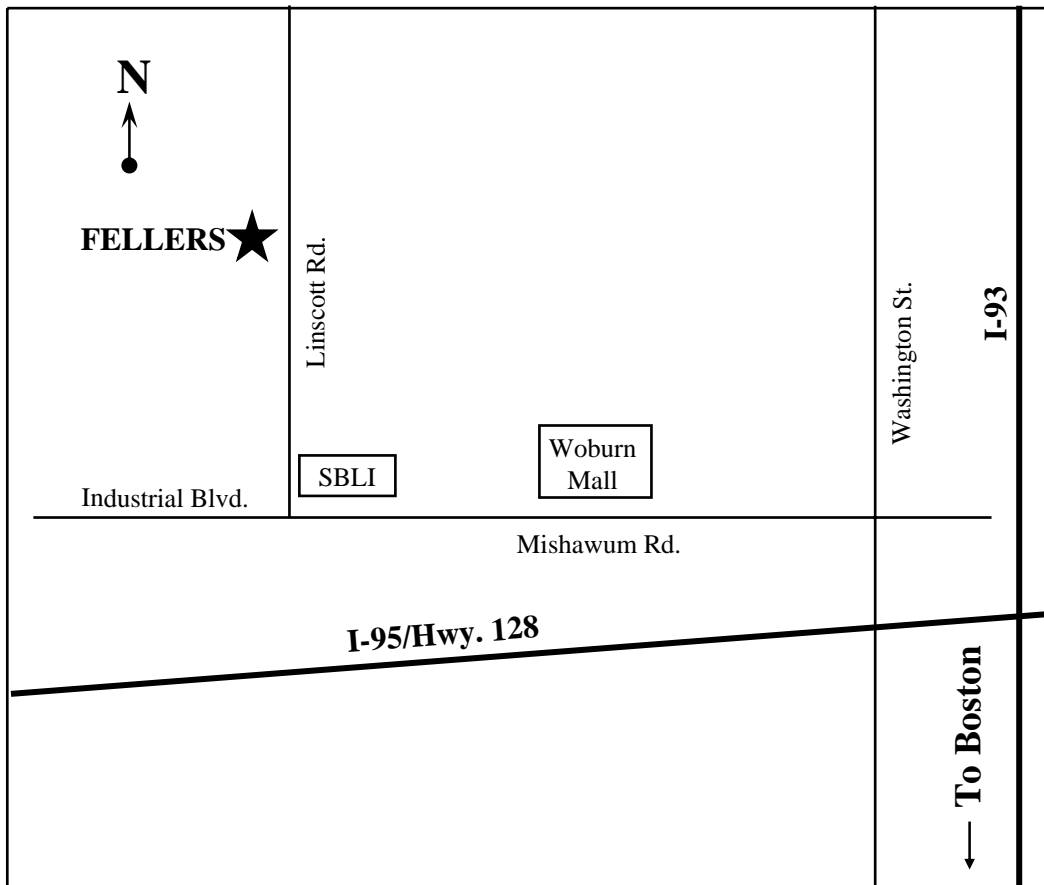 N
FELLERS
Linscott Rd.
Washington St.
I-93
SBLI
Woburn
Mall
Industrial Blvd.
Mishawum Rd.
I-95/Hwy. 128
To Boston